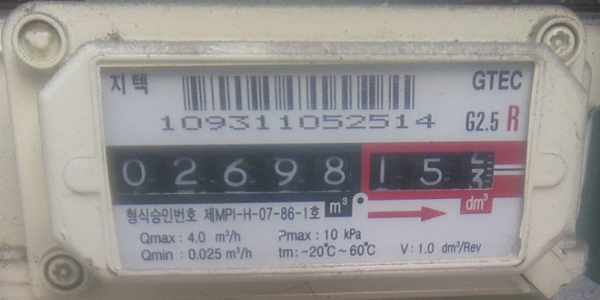 지텍 GTEC
109311052514 G2.5 R
02698 15
형식승인번호 제MPI-H-07-86-1호 m³ dm³
Qmax : 4.0 m³/h Pmax : 10 kPa
Qmin : 0.025 m³/h tm: -20℃~60℃ V : 1.0 dm³/Rev